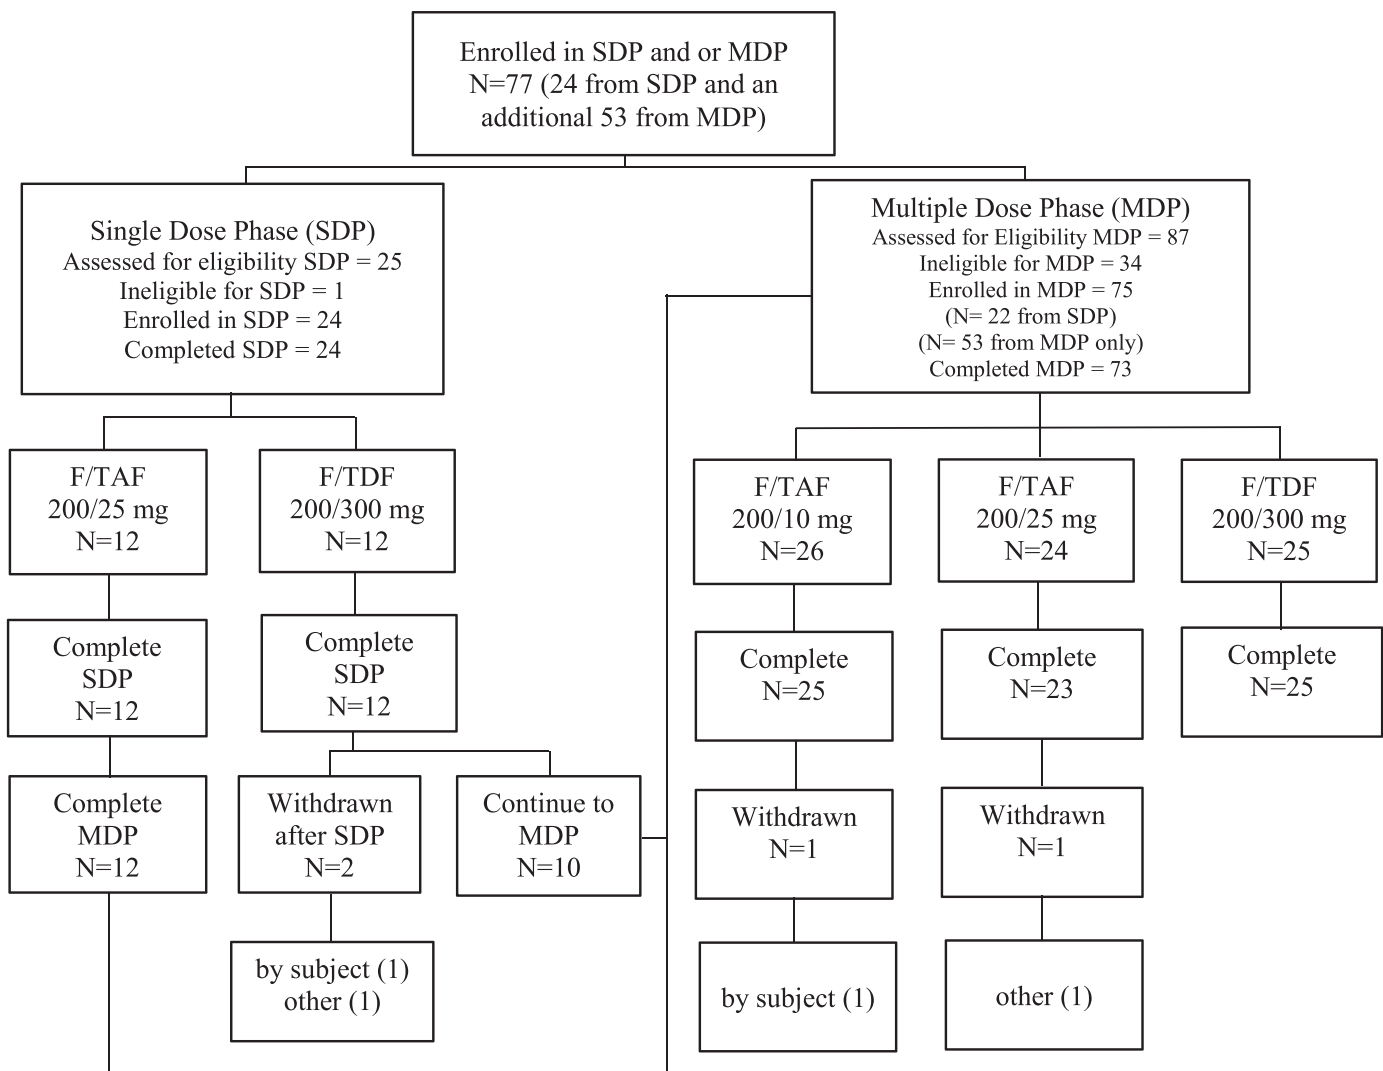 Enrolled in SDP and or MDP
N=77 (24 from SDP and an
additional 53 from MDP)
Single Dose Phase (SDP)
Assessed for eligibility SDP = 25
Ineligible for SDP = 1
Enrolled in SDP = 24
Completed SDP = 24
Multiple Dose Phase (MDP)
Assessed for Eligibility MDP = 87
Ineligible for MDP = 34
Enrolled in MDP = 75
(N= 22 from SDP)
(N= 53 from MDP only)
Completed MDP = 73
F/TAF
200/25 mg
N=12
F/TDF
200/300 mg
N=12
Complete
SDP
N=12
Complete
SDP
N=12
Complete
MDP
N=12
Withdrawn
after SDP
N=2
Continue to
MDP
N=10
by subject (1)
other (1)
F/TAF
200/10 mg
N=26
F/TAF
200/25 mg
N=24
F/TDF
200/300 mg
N=25
Complete
N=25
Complete
N=23
Complete
N=25
Withdrawn
N=1
Withdrawn
N=1
by subject (1)
other (1)